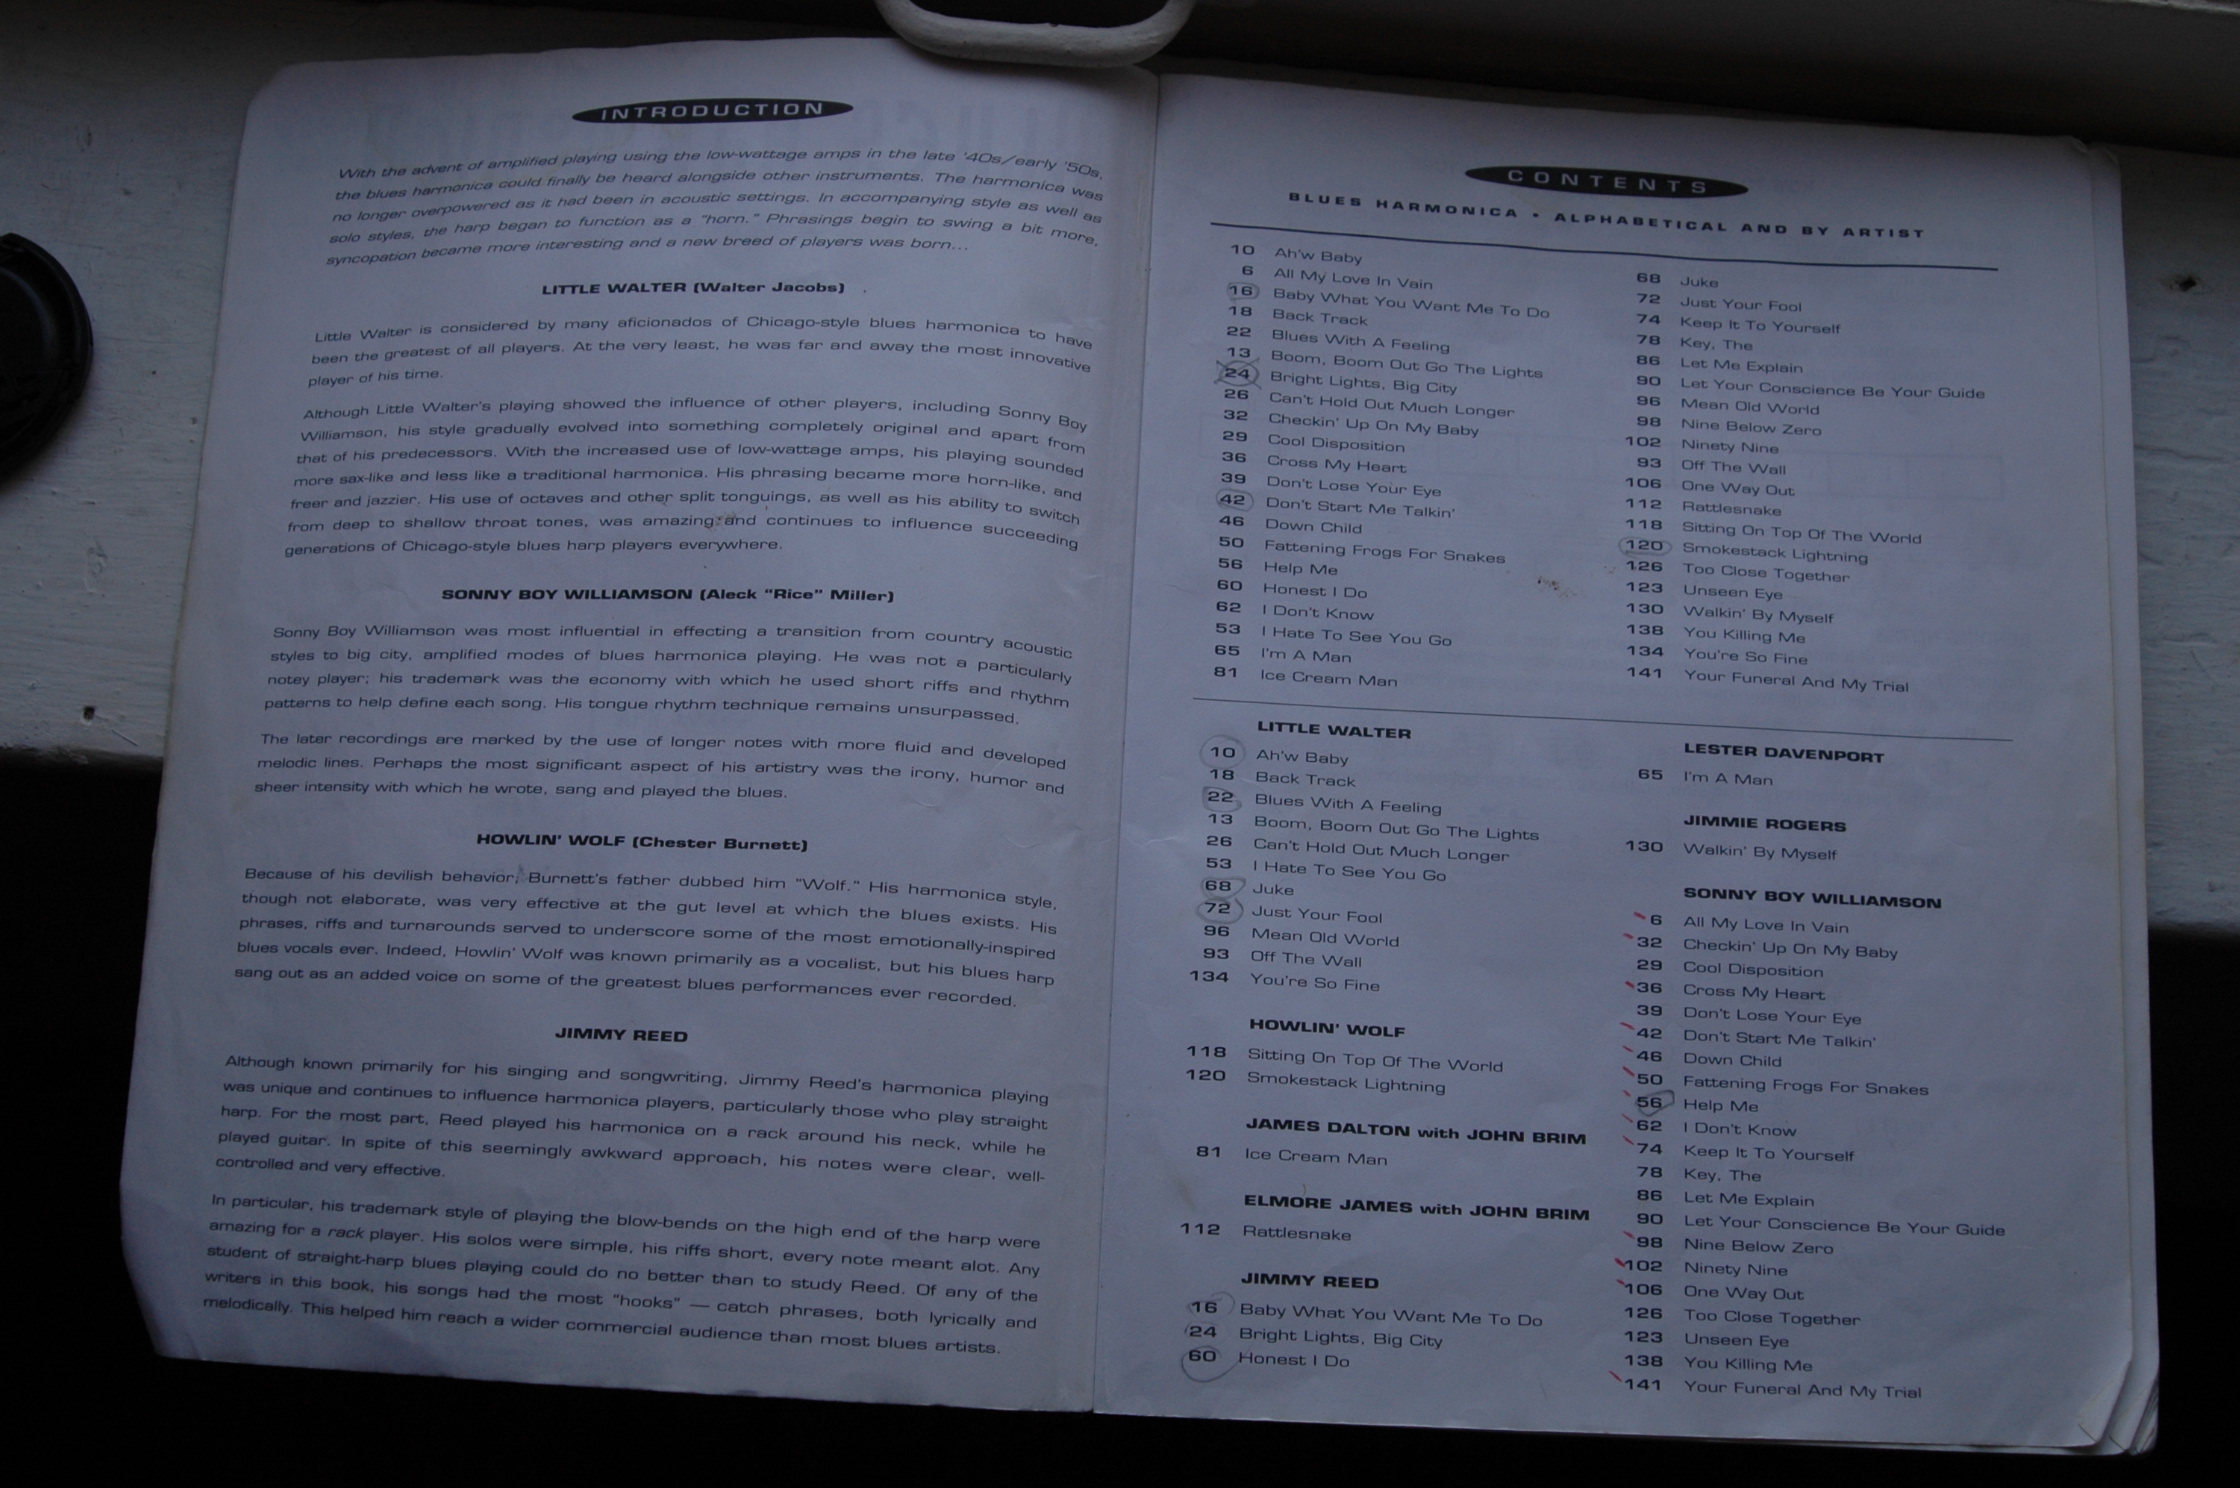 INTRODUCTION
With the advent of amplified playing using the low-wattage amps in the late '40s/early '50s,
the blues harmonica could finally be heard alongside other instruments. The harmonica was
no longer overpowered as it had been in acoustic settings. In accompanying style as well as
solo styles, the harp began to function as a "horn." Phrasings begin to swing a bit more,
syncopation became more interesting and a new breed of players was born...
LITTLE WALTER (Walter Jacobs)
Little Walter is considered by many aficionados of Chicago-style blues harmonica to have
been the greatest of all players. At the very least, he was far and away the most innovative
player of his time.
Although Little Walter's playing showed the influence of other players, including Sonny Boy
Williamson, his style gradually evolved into something completely original and apart from
that of his predecessors. With the increased use of low-wattage amps, his playing sounded
more sax-like and less like a traditional harmonica. His phrasing became more horn-like, and
freer and jazzier. His use of octaves and other split tonguings, as well as his ability to switch
from deep to shallow throat tones, was amazing and continues to influence succeeding
generations of Chicago-style blues harp players everywhere.
SONNY BOY WILLIAMSON (Aleck "Rice" Miller)
Sonny Boy Williamson was most influential in effecting a transition from country acoustic
styles to big city, amplified modes of blues harmonica playing. He was not a particularly
notey player; his trademark was the economy with which he used short riffs and rhythm
patterns to help define each song. His tongue rhythm technique remains unsurpassed.
The later recordings are marked by the use of longer notes with more fluid and developed
melodic lines. Perhaps the most significant aspect of his artistry was the irony, humor and
sheer intensity with which he wrote, sang and played the blues.
HOWLIN' WOLF (Chester Burnett)
Because of his devilish behavior, Burnett's father dubbed him "Wolf." His harmonica style,
though not elaborate, was very effective at the gut level at which the blues exists. His
phrases, riffs and turnarounds served to underscore some of the most emotionally-inspired
blues vocals ever. Indeed, Howlin' Wolf was known primarily as a vocalist, but his blues harp
sang out as an added voice on some of the greatest blues performances ever recorded.
JIMMY REED
Although known primarily for his singing and songwriting, Jimmy Reed's harmonica playing
was unique and continues to influence harmonica players, particularly those who play straight
harp. For the most part, Reed played his harmonica on a rack around his neck, while he
played guitar. In spite of this seemingly awkward approach, his notes were clear, well-
controlled and very effective.
In particular, his trademark style of playing the blow-bends on the high end of the harp were
amazing for a rack player. His solos were simple, his riffs short, every note meant alot. Any
student of straight-harp blues playing could do no better than to study Reed. Of any of the
writers in this book, his songs had the most "hooks" — catch phrases, both lyrically and
melodically. This helped him reach a wider commercial audience than most blues artists.
CONTENTS
BLUES HARMONICA • ALPHABETICAL AND BY ARTIST
10 Ah'w Baby
6 All My Love In Vain
16 Baby What You Want Me To Do
18 Back Track
22 Blues With A Feeling
13 Boom, Boom Out Go The Lights
24 Bright Lights, Big City
26 Can't Hold Out Much Longer
32 Checkin' Up On My Baby
29 Cool Disposition
36 Cross My Heart
39 Don't Lose Your Eye
42 Don't Start Me Talkin'
46 Down Child
50 Fattening Frogs For Snakes
56 Help Me
60 Honest I Do
62 I Don't Know
53 I Hate To See You Go
65 I'm A Man
81 Ice Cream Man
68 Juke
72 Just Your Fool
74 Keep It To Yourself
78 Key, The
86 Let Me Explain
90 Let Your Conscience Be Your Guide
96 Mean Old World
98 Nine Below Zero
102 Ninety Nine
93 Off The Wall
106 One Way Out
112 Rattlesnake
118 Sitting On Top Of The World
120 Smokestack Lightning
126 Too Close Together
123 Unseen Eye
130 Walkin' By Myself
138 You Killing Me
134 You're So Fine
141 Your Funeral And My Trial
LITTLE WALTER
10 Ah'w Baby
18 Back Track
22 Blues With A Feeling
13 Boom, Boom Out Go The Lights
26 Can't Hold Out Much Longer
53 I Hate To See You Go
68 Juke
72 Just Your Fool
96 Mean Old World
93 Off The Wall
134 You're So Fine
HOWLIN' WOLF
118 Sitting On Top Of The World
120 Smokestack Lightning
JAMES DALTON with JOHN BRIM
81 Ice Cream Man
ELMORE JAMES with JOHN BRIM
112 Rattlesnake
JIMMY REED
16 Baby What You Want Me To Do
24 Bright Lights, Big City
60 Honest I Do
LESTER DAVENPORT
65 I'm A Man
JIMMIE ROGERS
130 Walkin' By Myself
SONNY BOY WILLIAMSON
6 All My Love In Vain
32 Checkin' Up On My Baby
29 Cool Disposition
36 Cross My Heart
39 Don't Lose Your Eye
42 Don't Start Me Talkin'
46 Down Child
50 Fattening Frogs For Snakes
56 Help Me
62 I Don't Know
74 Keep It To Yourself
78 Key, The
86 Let Me Explain
90 Let Your Conscience Be Your Guide
98 Nine Below Zero
102 Ninety Nine
106 One Way Out
126 Too Close Together
123 Unseen Eye
138 You Killing Me
141 Your Funeral And My Trial